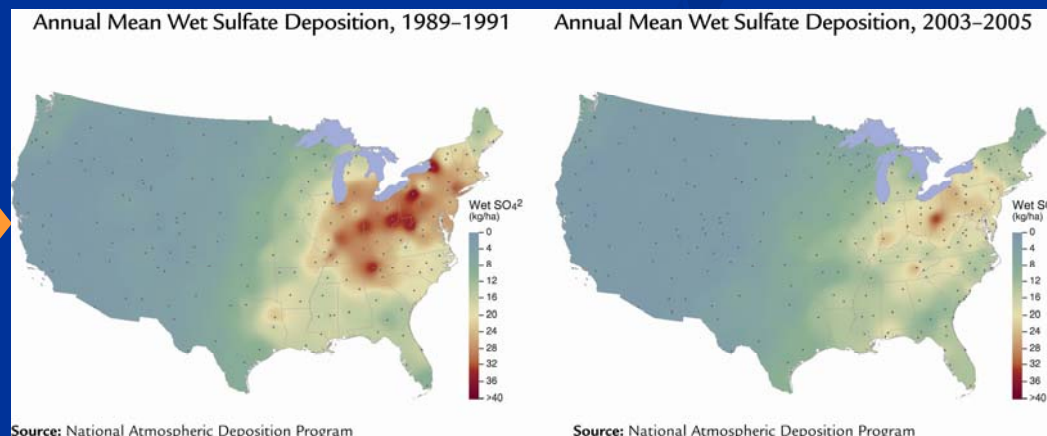 Annual Mean Wet Sulfate Deposition, 1989–1991
Wet SO₄²
(kg/ha)
0
4
8
12
16
20
24
28
32
36
>40
Source: National Atmospheric Deposition Program
Annual Mean Wet Sulfate Deposition, 2003–2005
Wet SO
(kg/ha)
0
4
8
12
16
20
24
28
32
36
>40
Source: National Atmospheric Deposition Program